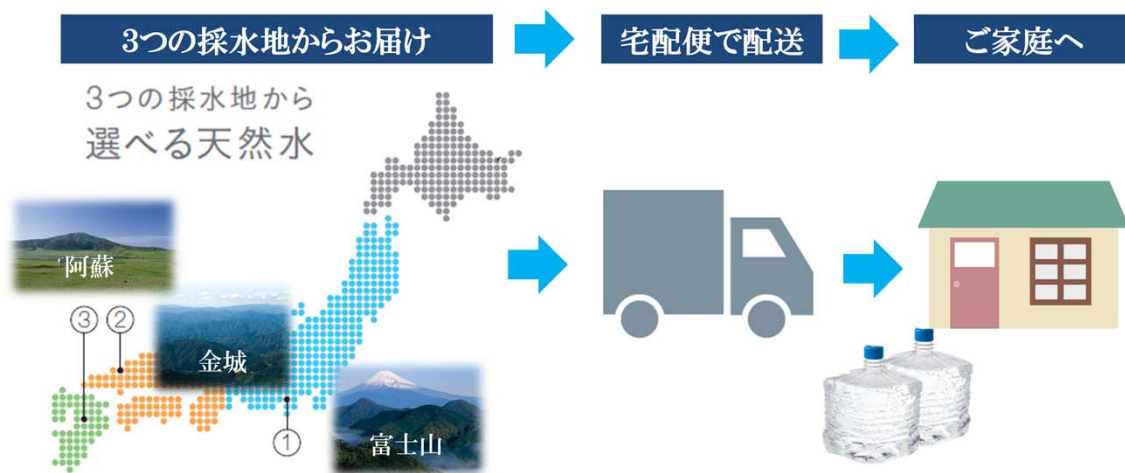 3つの採水地からお届け
宅配便で配送
ご家庭へ
3つの採水地から
選べる天然水
阿蘇
③
②
金城
①
富士山